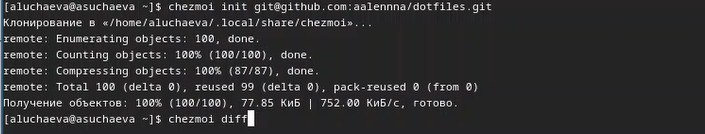 [aluchaeva@asuchaeva ~]$ chezmoi init git@github.com:aalennna/dotfiles.git
Клонирование в «/home/aluchaeva/.local/share/chezmoi»...
remote: Enumerating objects: 100, done.
remote: Counting objects: 100% (100/100), done.
remote: Compressing objects: 100% (87/87), done.
remote: Total 100 (delta 0), reused 99 (delta 0), pack-reused 0 (from 0)
Получение объектов: 100% (100/100), 77.85 КиБ | 752.00 КиБ/с, готово.
[aluchaeva@asuchaeva ~]$ chezmoi diff